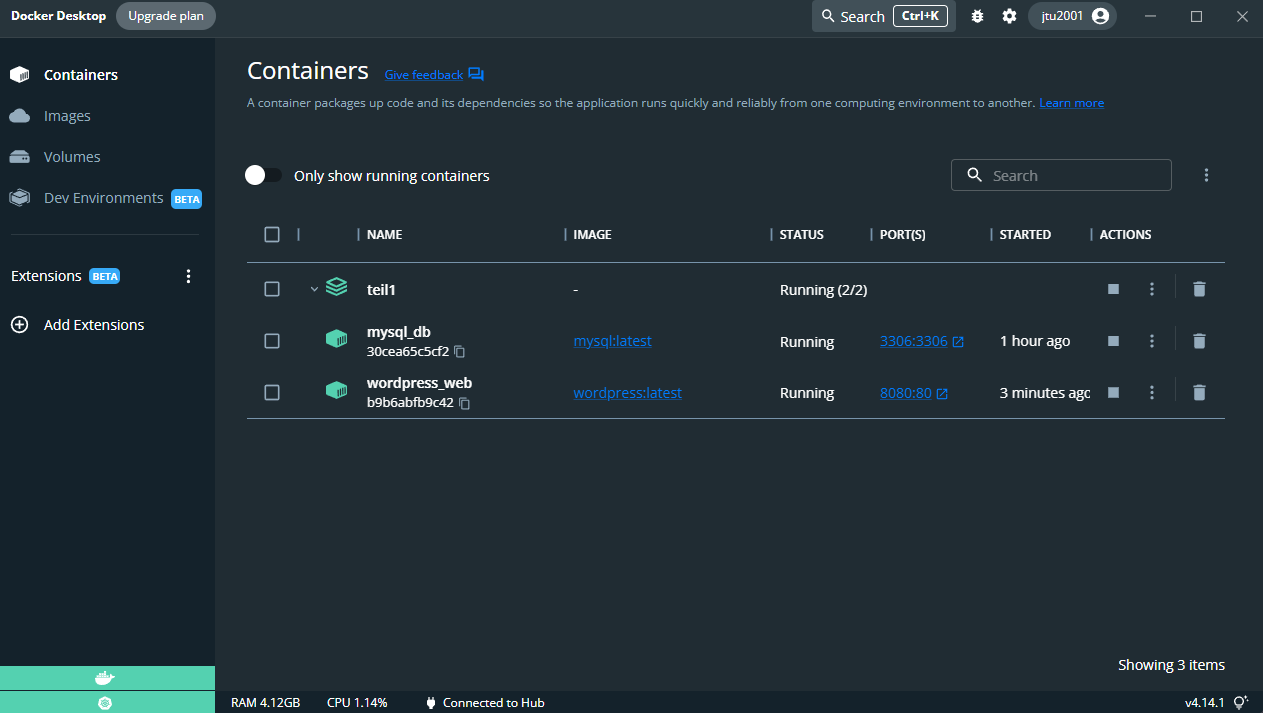 Docker Desktop Upgrade plan Search Ctrl+K jtu2001
Containers
Images
Volumes
Dev Environments BETA
Extensions BETA
Add Extensions
Containers Give feedback
A container packages up code and its dependencies so the application runs quickly and reliably from one computing environment to another. Learn more
Only show running containers Search
NAME IMAGE STATUS PORT(S) STARTED ACTIONS
teil1 - Running (2/2)
mysql_db
30cea65c5cf2 mysql:latest Running 3306:3306 1 hour ago
wordpress_web
b9b6abfb9c42 wordpress:latest Running 8080:80 3 minutes ago
Showing 3 items
RAM 4.12GB CPU 1.14% Connected to Hub v4.14.1